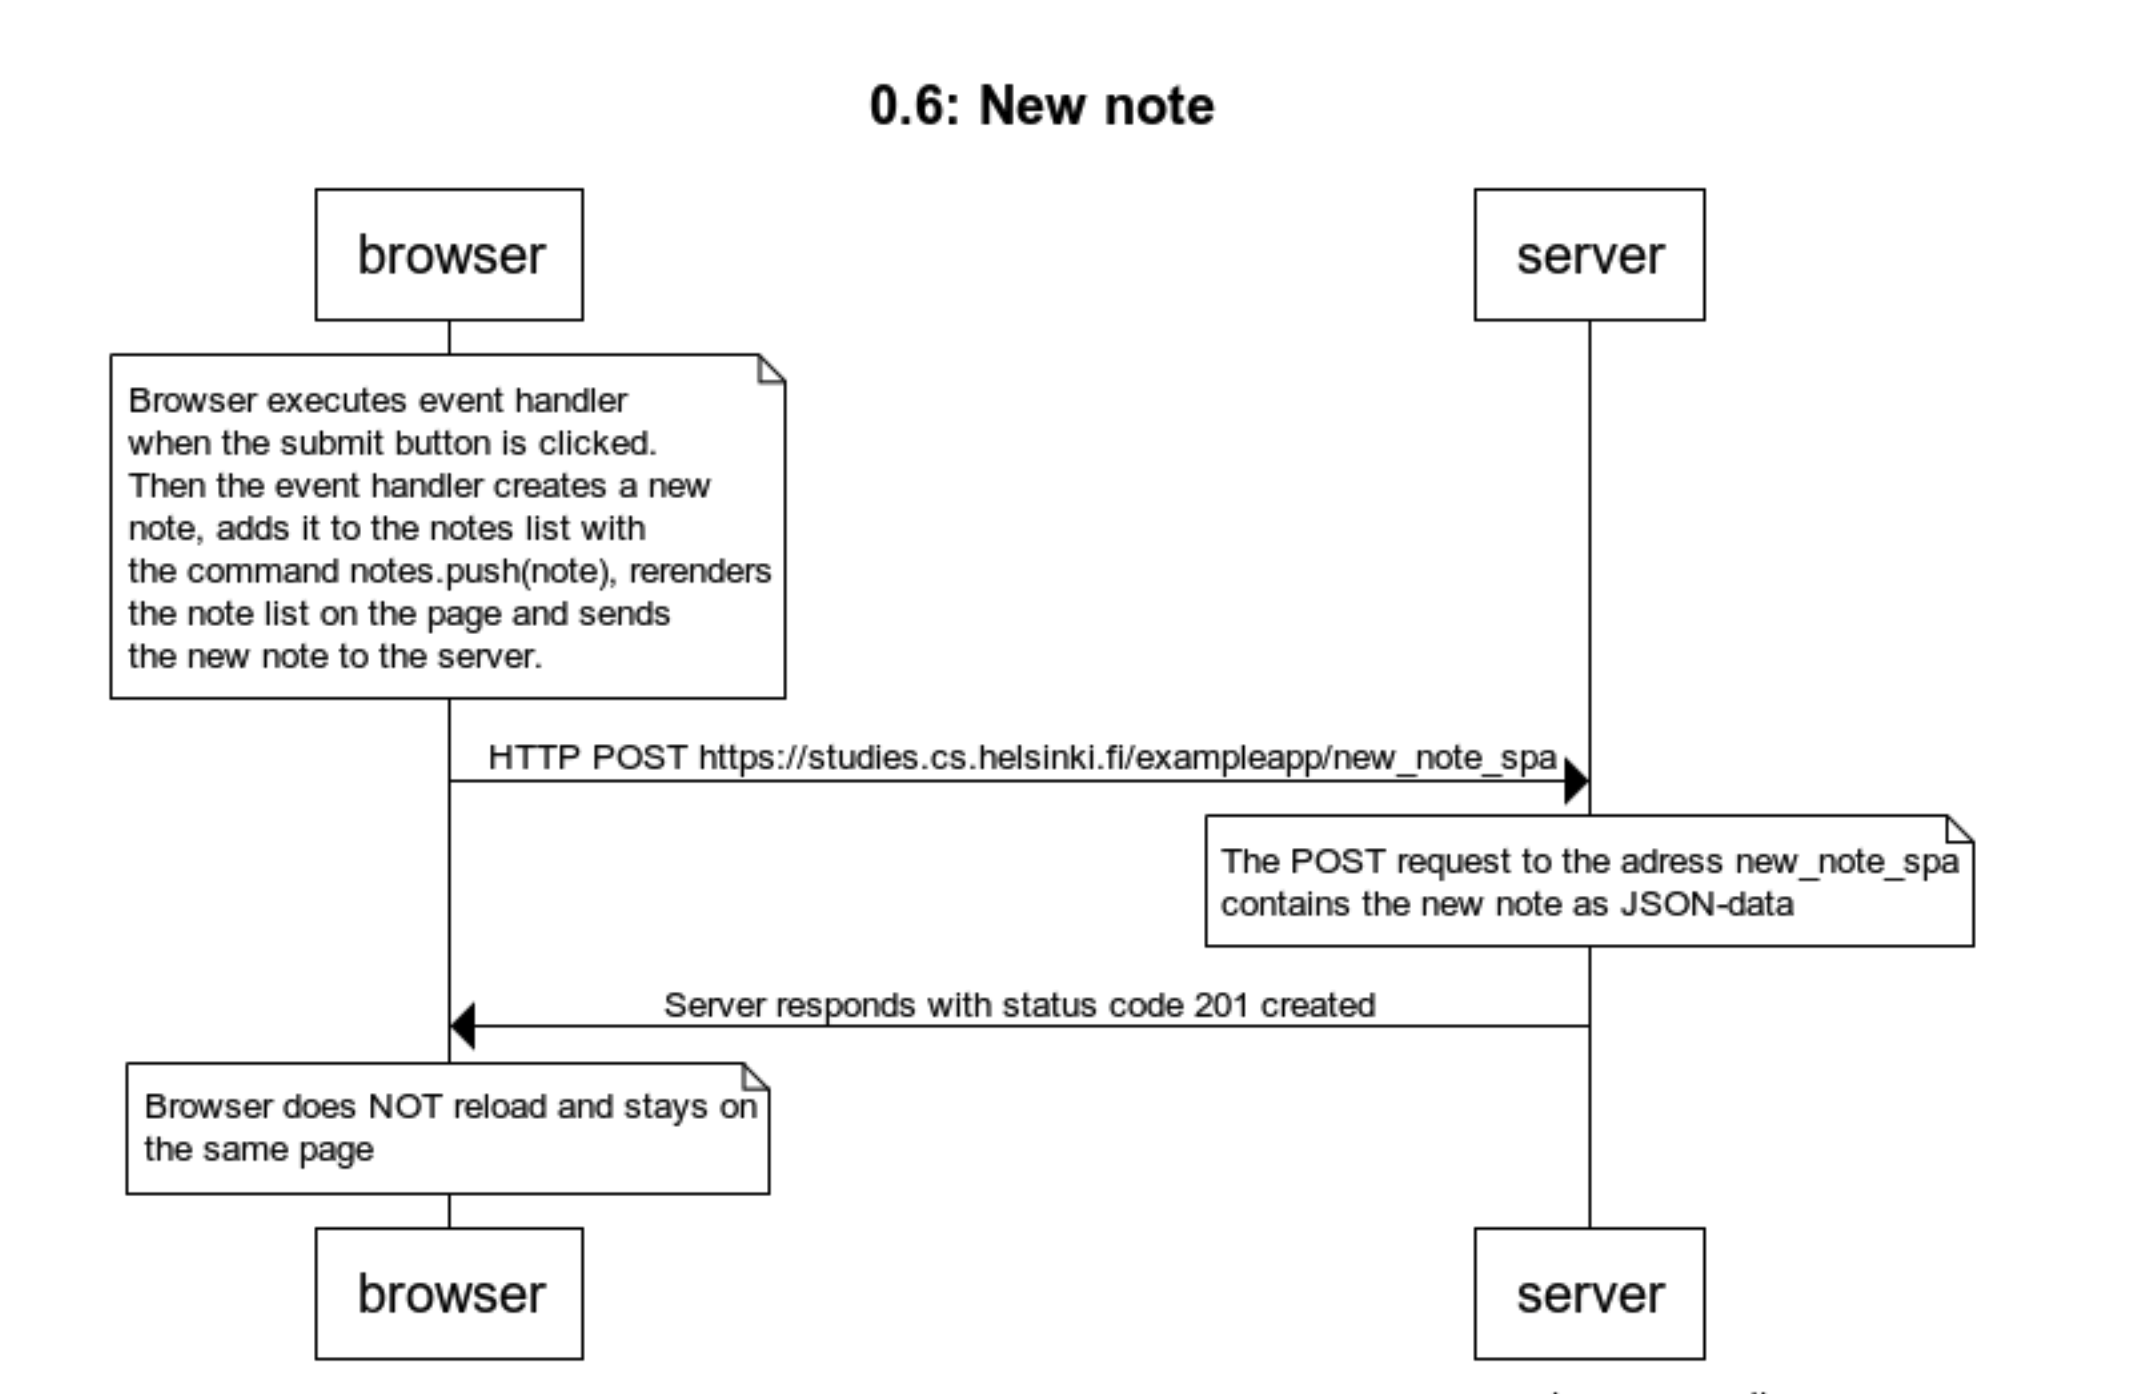 0.6: New note
browser
server
Browser executes event handler
when the submit button is clicked.
Then the event handler creates a new
note, adds it to the notes list with
the command notes.push(note), rerenders
the note list on the page and sends
the new note to the server.
HTTP POST https://studies.cs.helsinki.fi/exampleapp/new_note_spa
The POST request to the adress new_note_spa
contains the new note as JSON-data
Server responds with status code 201 created
Browser does NOT reload and stays on
the same page
browser
server